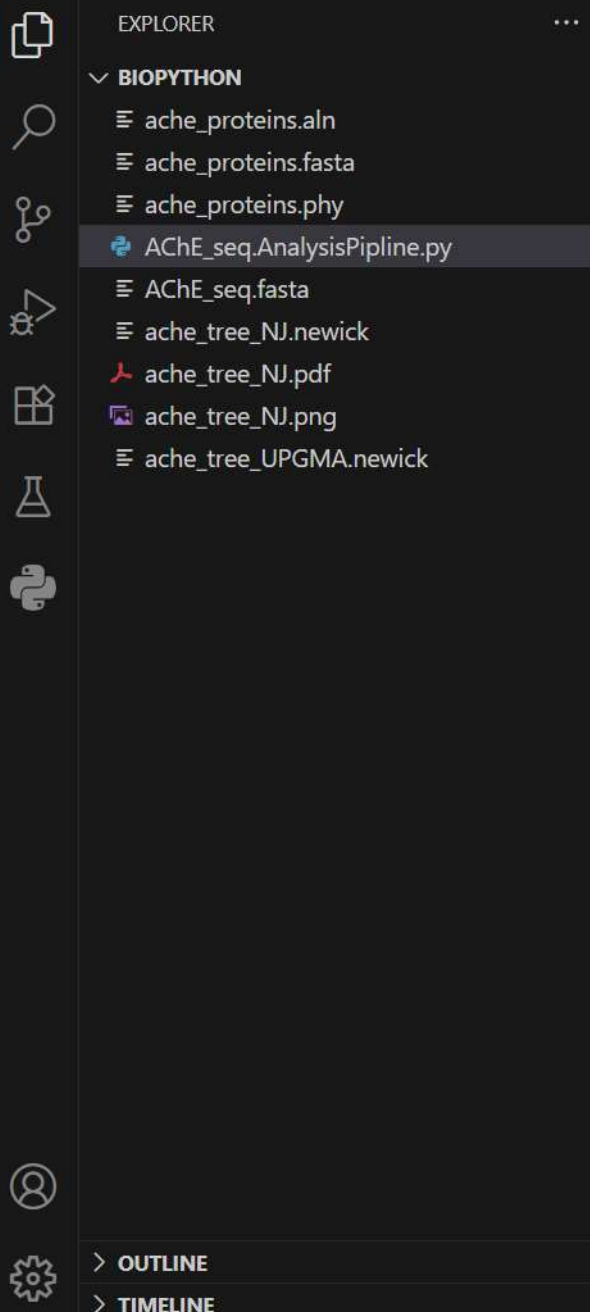 EXPLORER
BIOPYTHON
ache_proteins.aln
ache_proteins.fasta
ache_proteins.phy
AChE_seq.AnalysisPipline.py
AChE_seq.fasta
ache_tree_NJ.newick
ache_tree_NJ.pdf
ache_tree_NJ.png
ache_tree_UPGMA.newick
OUTLINE
TIMELINE